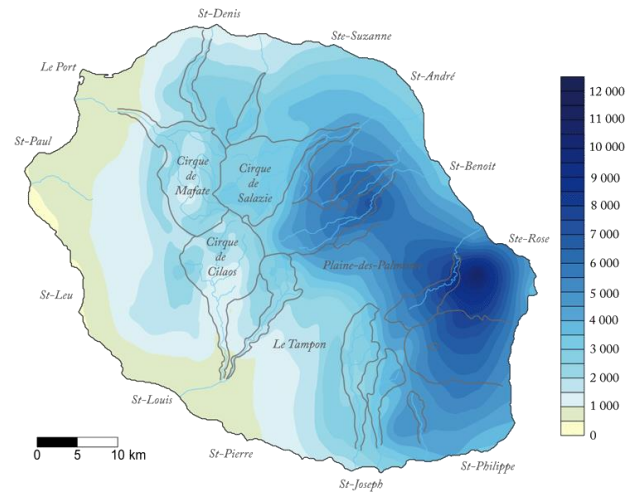 St-Denis
Ste-Suzanne
Le Port
St-André
St-Paul
Cirque
de
Mafate
Cirque
de
Salazie
St-Benoit
Cirque
de
Cilaos
Ste-Rose
Plaine-des-Palmistes
St-Leu
Le Tampon
St-Louis
St-Pierre
St-Philippe
St-Joseph
0 5 10 km
12 000
11 000
10 000
9 000
8 000
7 000
6 000
5 000
4 000
3 000
2 000
1 000
0